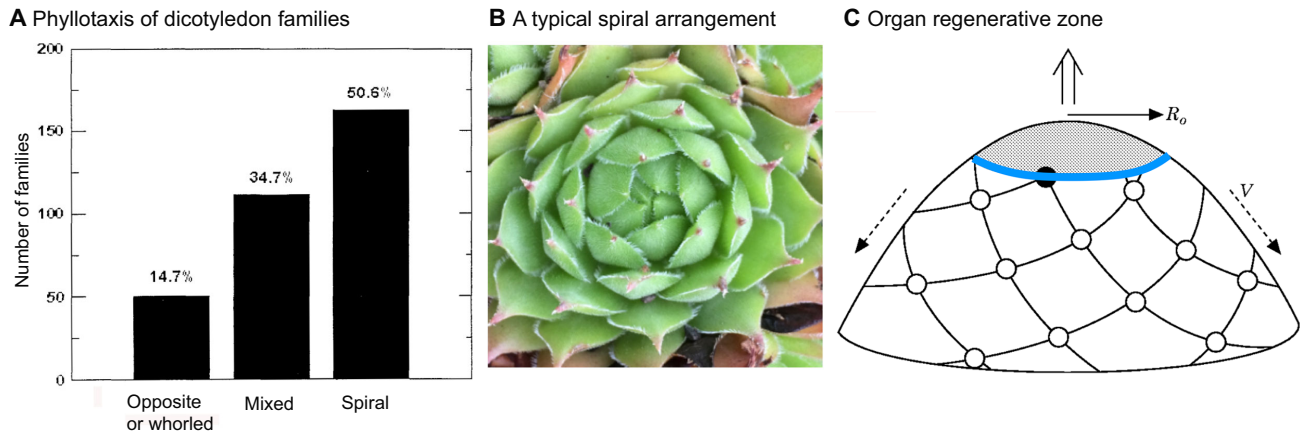 A Phyllotaxis of dicotyledon families
B A typical spiral arrangement
C Organ regenerative zone
Number of families
200
150
100
50
0
14.7%
34.7%
50.6%
Opposite
or whorled
Mixed
Spiral
R_o
V